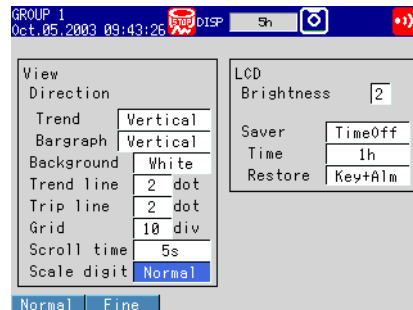 GROUP 1
Oct.05.2003 09:43:26 STOP DISP 5h
View
Direction
Trend Vertical
Bargraph Vertical
Background White
Trend line 2 dot
Trip line 2 dot
Grid 10 div
Scroll time 5s
Scale digit Normal
LCD
Brightness 2
Saver TimeOff
Time 1h
Restore Key+Alm
Normal Fine